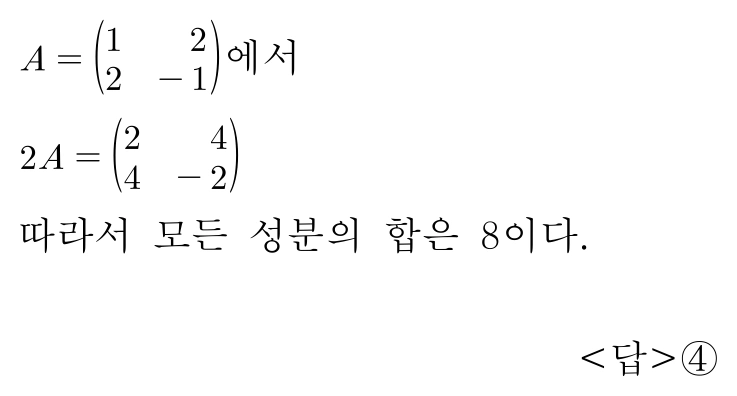 A = (1 2
2 -1)에서
2A = (2 4
4 -2)
따라서 모든 성분의 합은 8이다.
<답>④